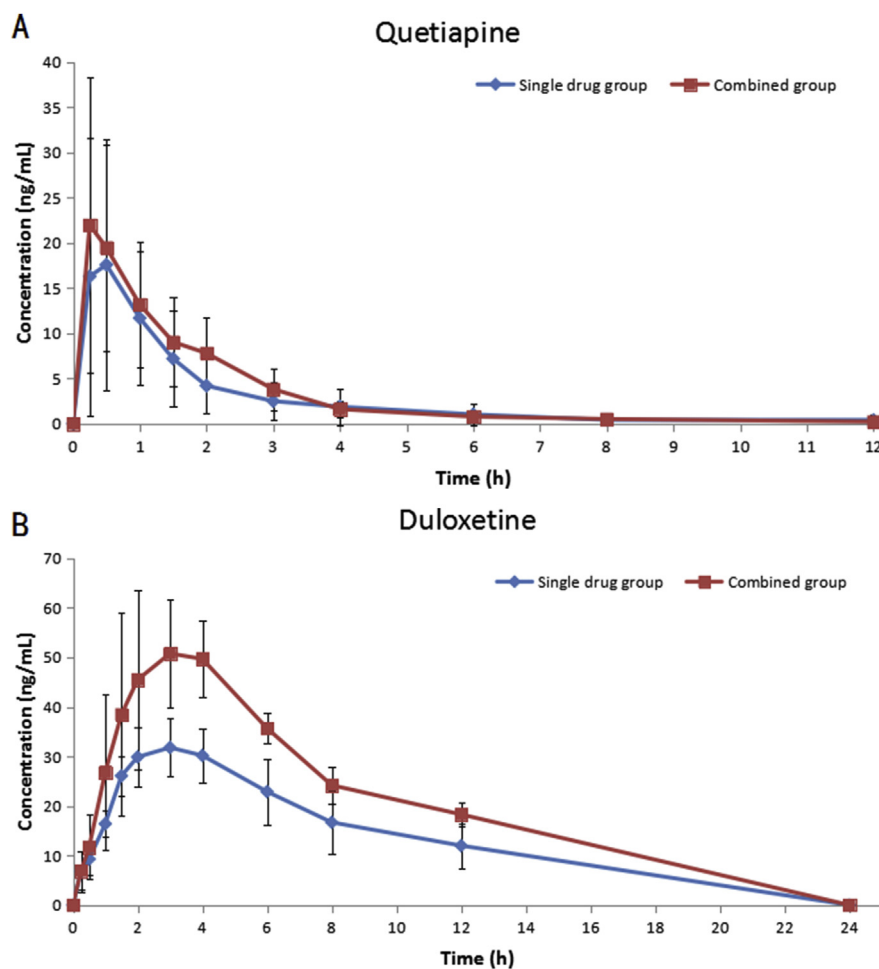 A
Quetiapine
Single drug group
Combined group
Concentration (ng/mL)
40
35
30
25
20
15
10
5
0
0 1 2 3 4 5 6 7 8 9 10 11 12
Time (h)
B
Duloxetine
Single drug group
Combined group
Concentration (ng/mL)
70
60
50
40
30
20
10
0
0 2 4 6 8 10 12 14 16 18 20 22 24
Time (h)